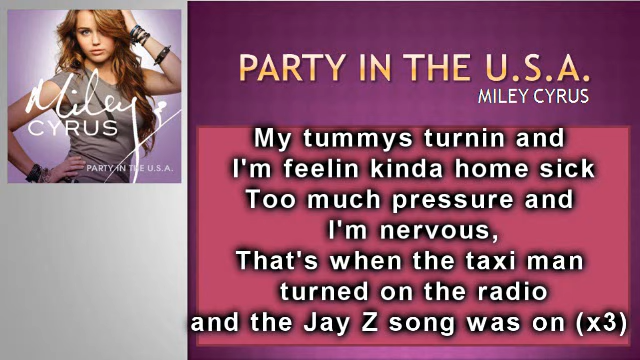 Miley
CYRUS
PARTY IN THE U.S.A.
PARTY IN THE U.S.A.
MILEY CYRUS
My tummys turnin and
I'm feelin kinda home sick
Too much pressure and
I'm nervous,
That's when the taxi man
turned on the radio
and the Jay Z song was on (x3)